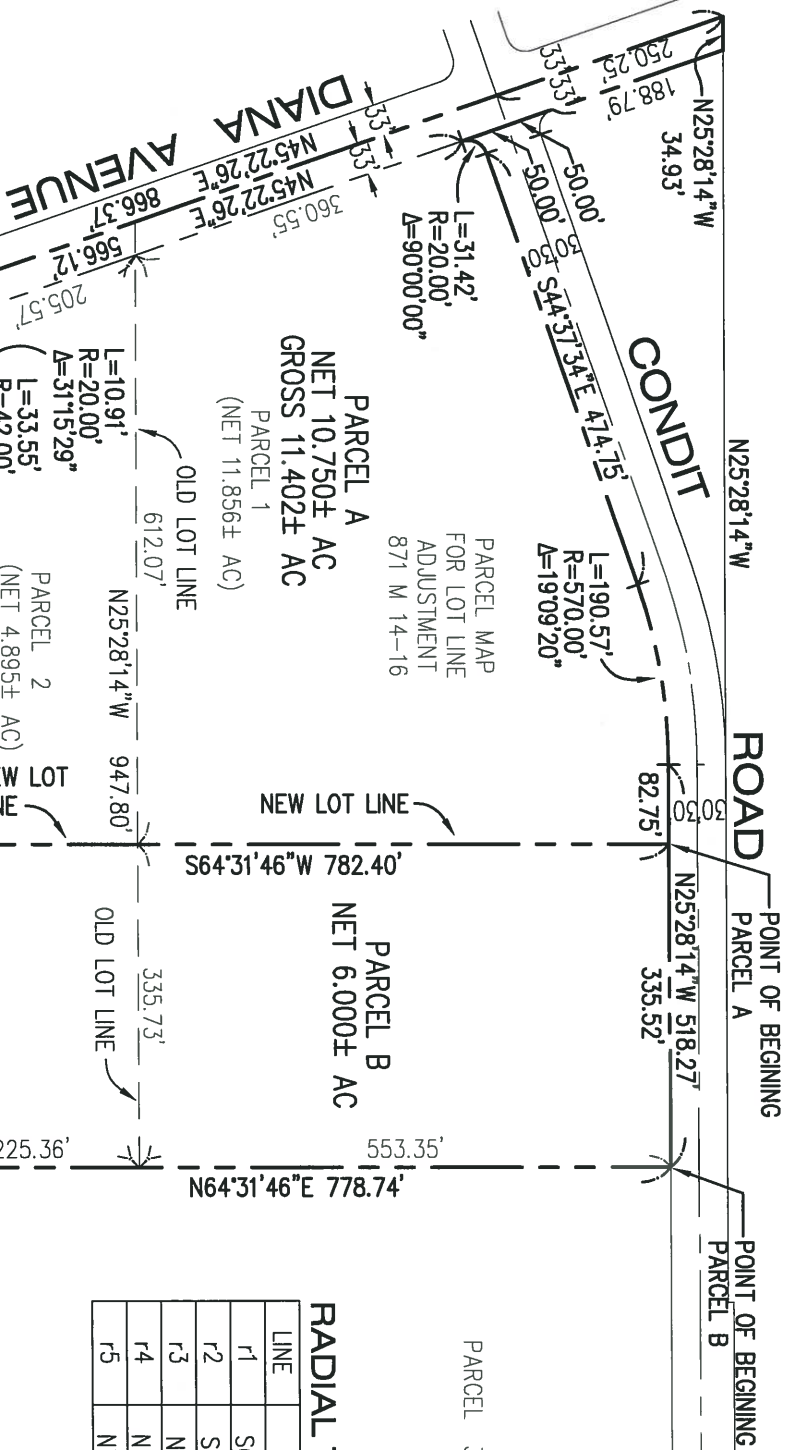 N25°28'14"W
34.93'
250.25'
188.79'
33'
33'
50.00'
50.00'
30'
30'
DIANA AVENUE
33'
33'
N45°22'26"E
866.37'
N45°22'26"E
566.12'
360.55'
205.57'
L=31.42'
R=20.00'
Δ=90°00'00"
S44°37'34"E 474.75'
CONDIT
ROAD
N25°28'14"W
L=190.57'
R=570.00'
Δ=19°09'20"
PARCEL A
NET 10.750± AC
GROSS 11.402± AC
PARCEL 1
(NET 11.856± AC)
PARCEL MAP
FOR LOT LINE
ADJUSTMENT
871 M 14-16
L=10.91'
R=20.00'
Δ=31°15'29"
L=33.55'
R=42.00'
OLD LOT LINE
612.07'
N25°28'14"W 947.80'
PARCEL 2
(NET 4.895± AC)
LOT
NEW LOT LINE
S64°31'46"W 782.40'
82.75'
30'
30'
POINT OF BEGINING
PARCEL A
N25°28'14"W 518.27'
335.52'
PARCEL B
NET 6.000± AC
OLD LOT LINE
335.73'
225.36'
553.35'
N64°31'46"E 778.74'
POINT OF BEGINING
PARCEL B
PARCEL
RADIAL
LINE
r1
r2 S
r3 N
r4 N
r5 N